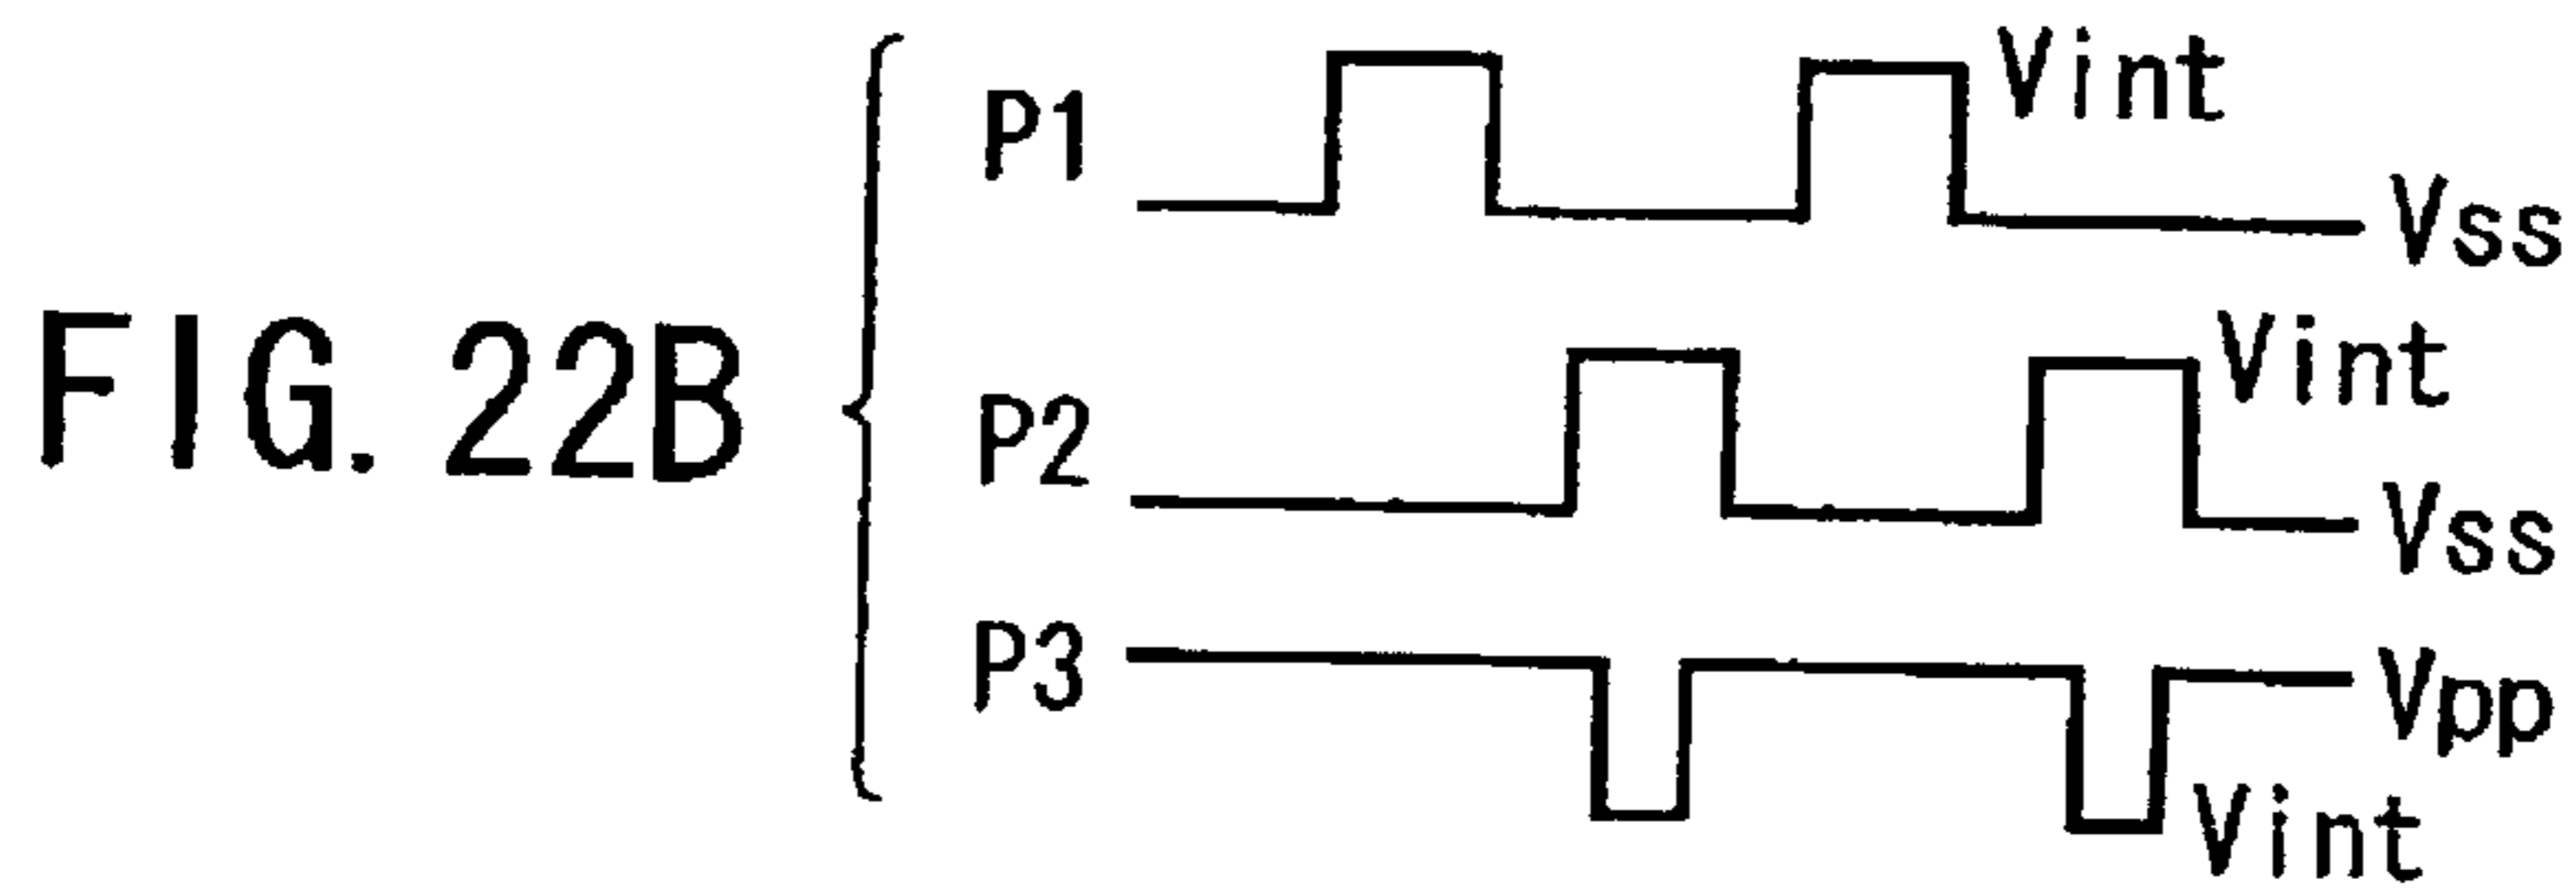 FIG. 22B
P1
Vint
Vss
P2
Vint
Vss
P3
Vpp
Vint